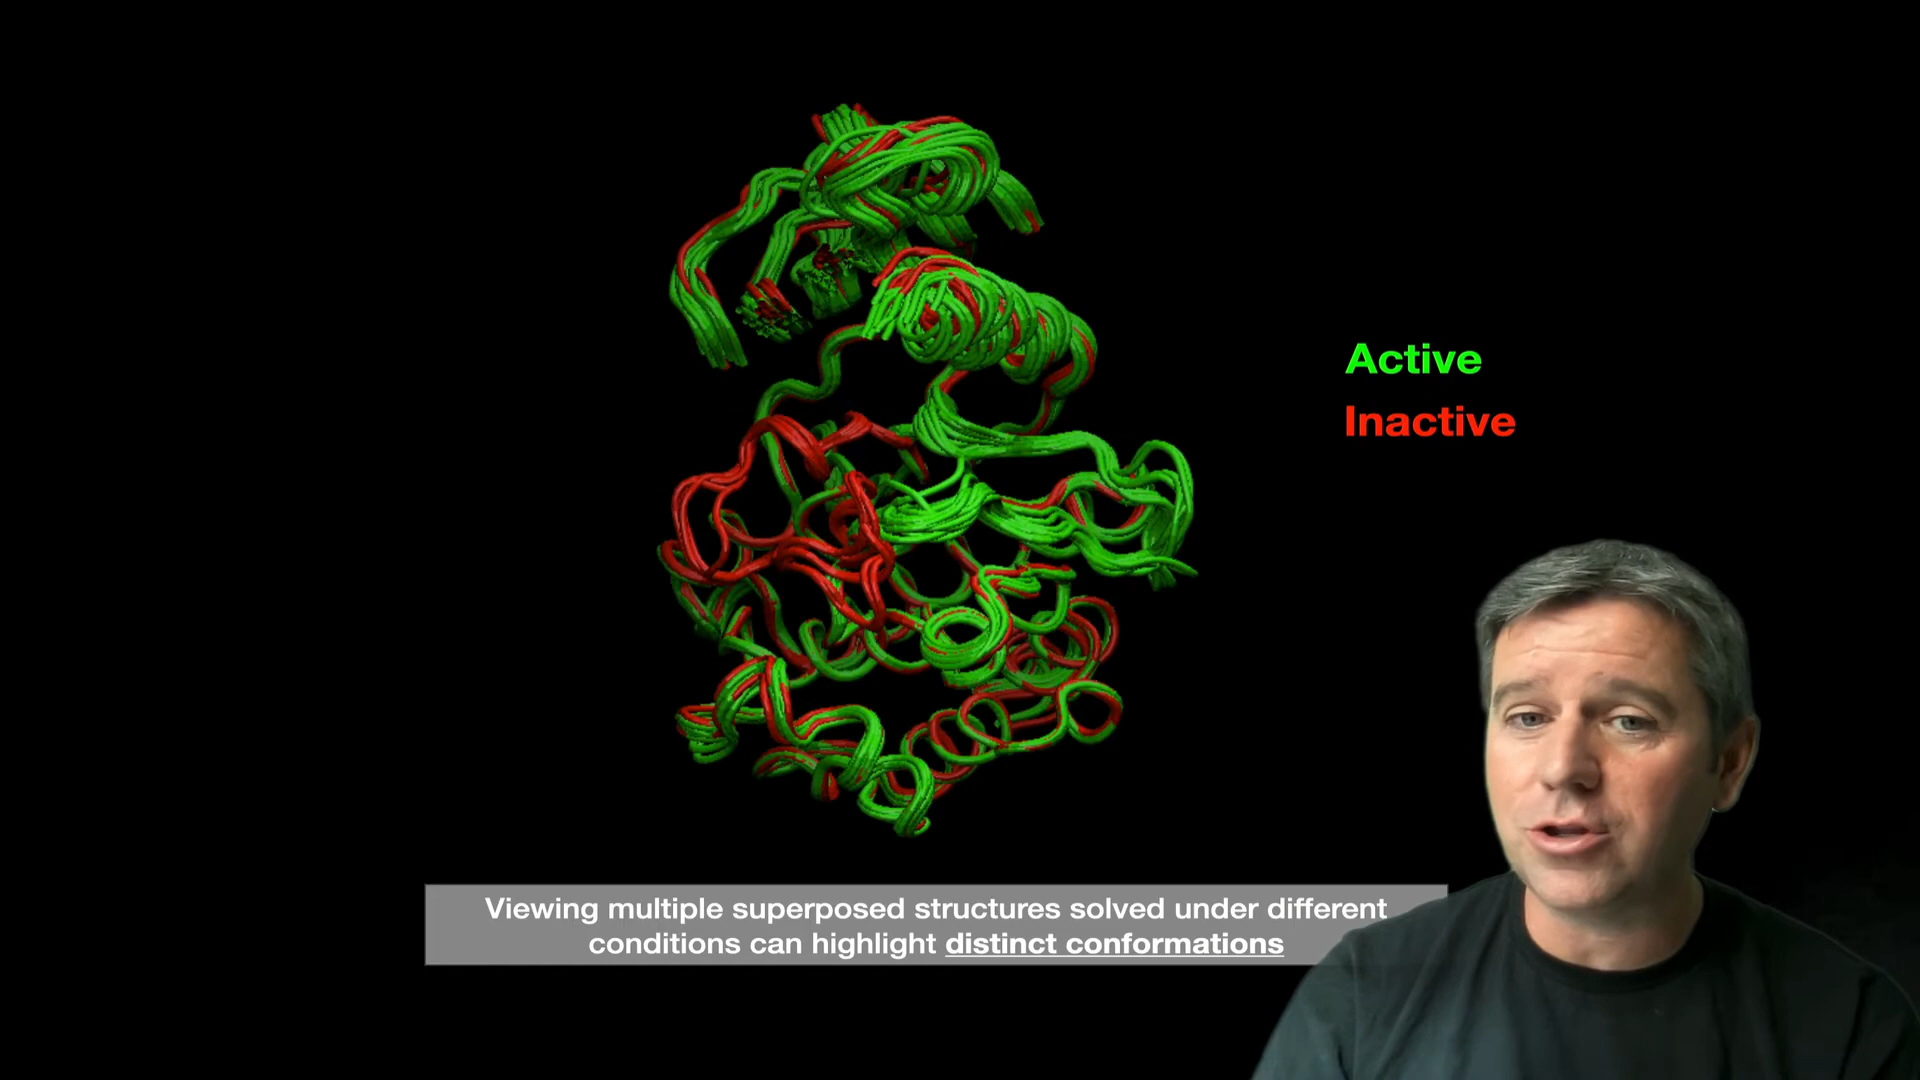 Active
Inactive
Viewing multiple superposed structures solved under different
conditions can highlight distinct conformations